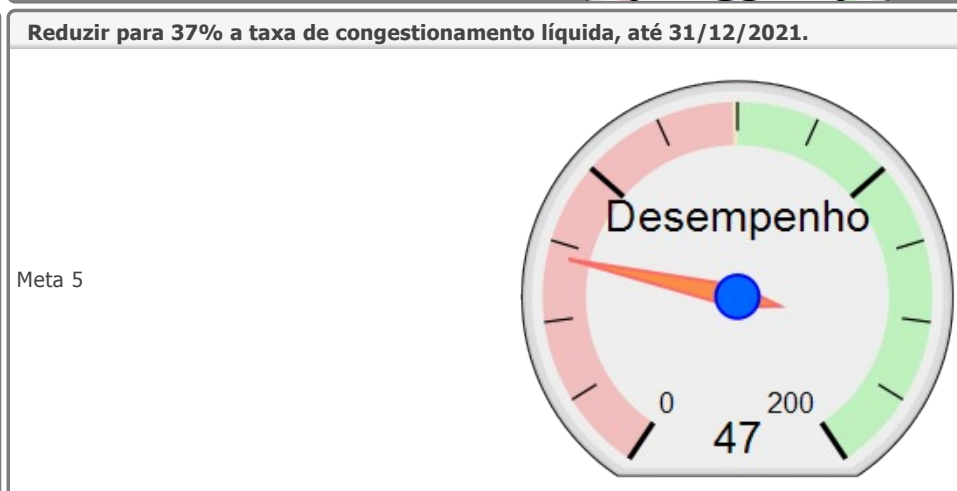 Reduzir para 37% a taxa de congestionamento líquida, até 31/12/2021.
Meta 5
Desempenho
0 200
47